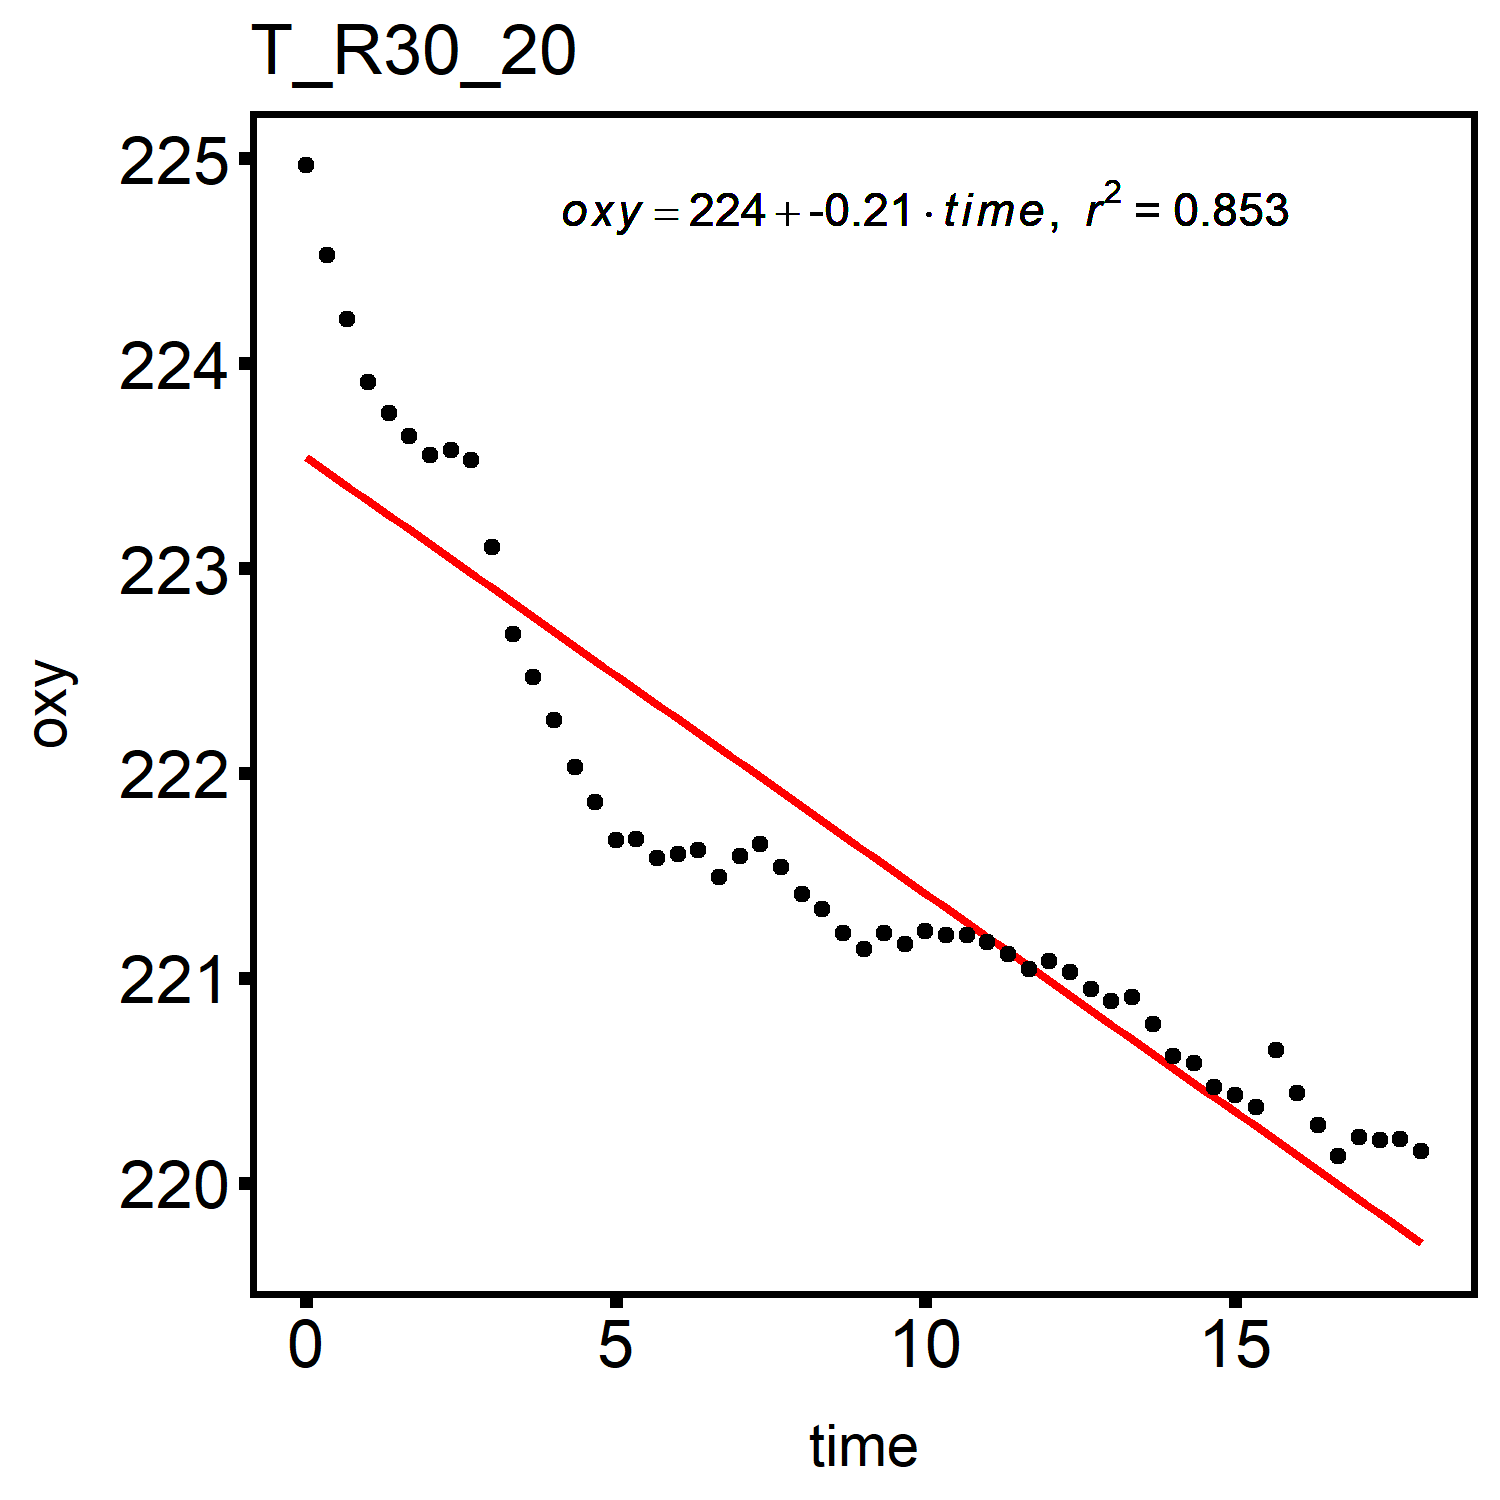 T_R30_20
oxy = 224 + -0.21 · time, r² = 0.853
225
224
223
222
221
220
oxy
0 5 10 15
time